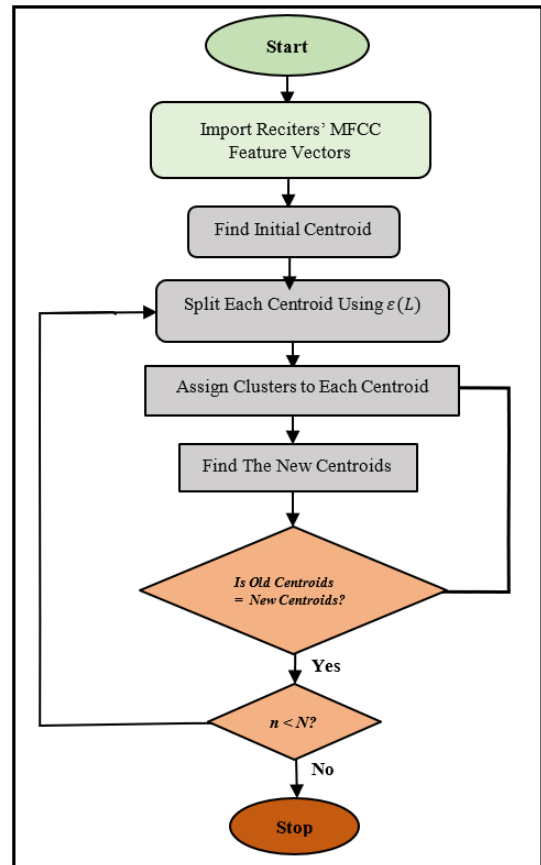 Start
Import Reciters’ MFCC
Feature Vectors
Find Initial Centroid
Split Each Centroid Using ε(L)
Assign Clusters to Each Centroid
Find The New Centroids
Is Old Centroids
= New Centroids?
Yes
n < N?
No
Stop